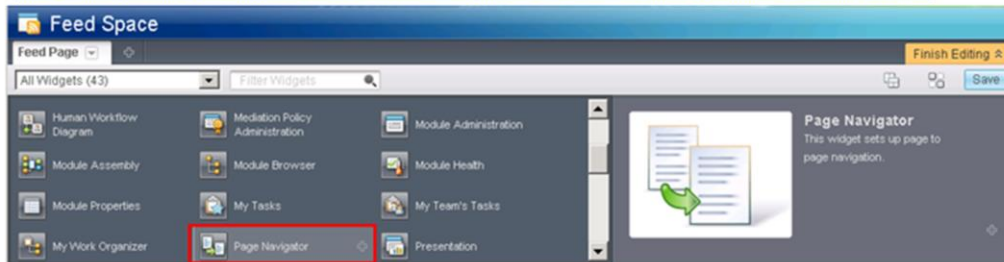 Feed Space
Feed Page
Finish Editing
All Widgets (43)
Filter Widgets
Save
Human Workflow
Diagram
Mediation Policy
Administration
Module Administration
Page Navigator
This widget sets up page to
page navigation.
Module Assembly
Module Browser
Module Health
Module Properties
My Tasks
My Team's Tasks
My Work Organizer
Page Navigator
Presentation